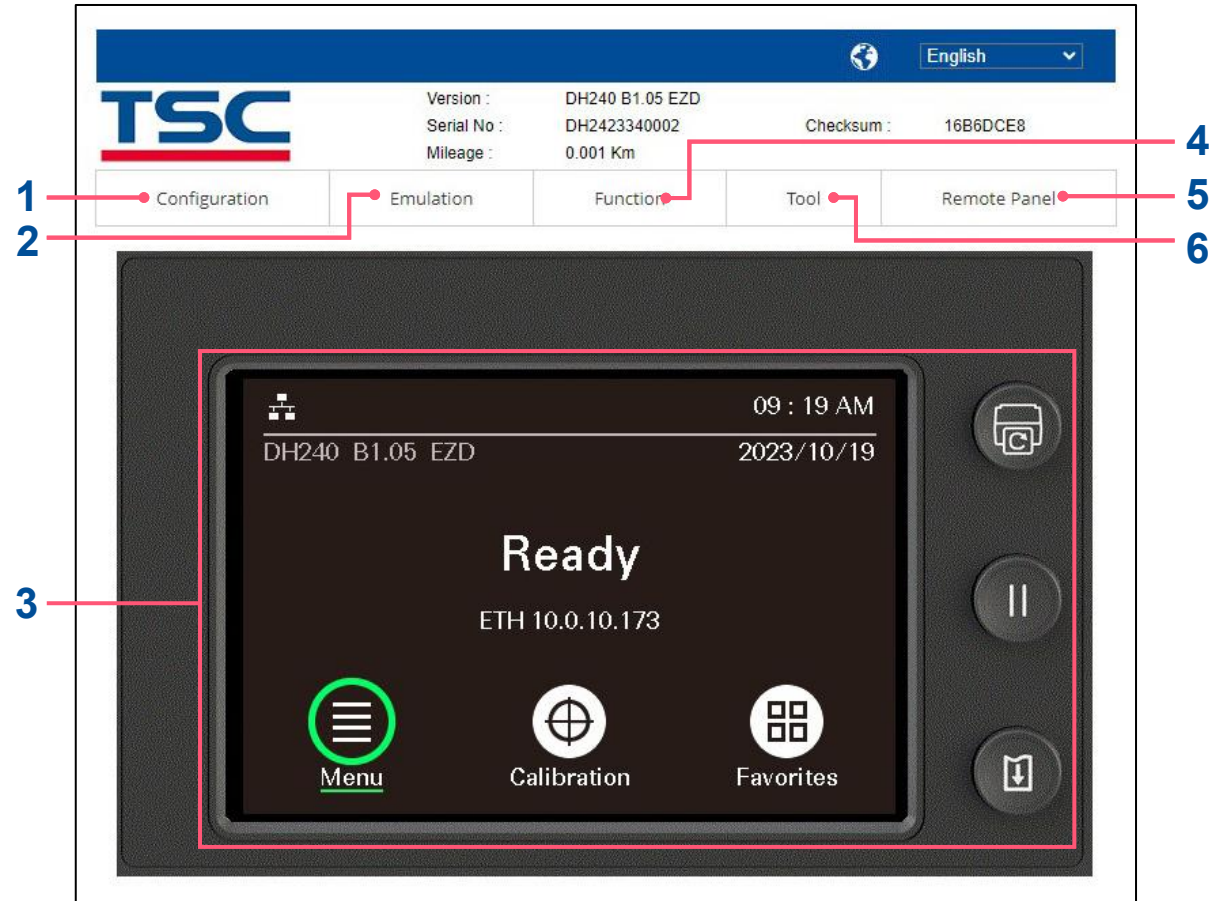 English
TSC
Version : DH240 B1.05 EZD
Serial No : DH2423340002 Checksum : 16B6DCE8
Mileage : 0.001 Km
4
1 Configuration Emulation Function Tool Remote Panel 5
2 6
09 : 19 AM
DH240 B1.05 EZD 2023/10/19
Ready
3
ETH 10.0.10.173
Menu Calibration Favorites